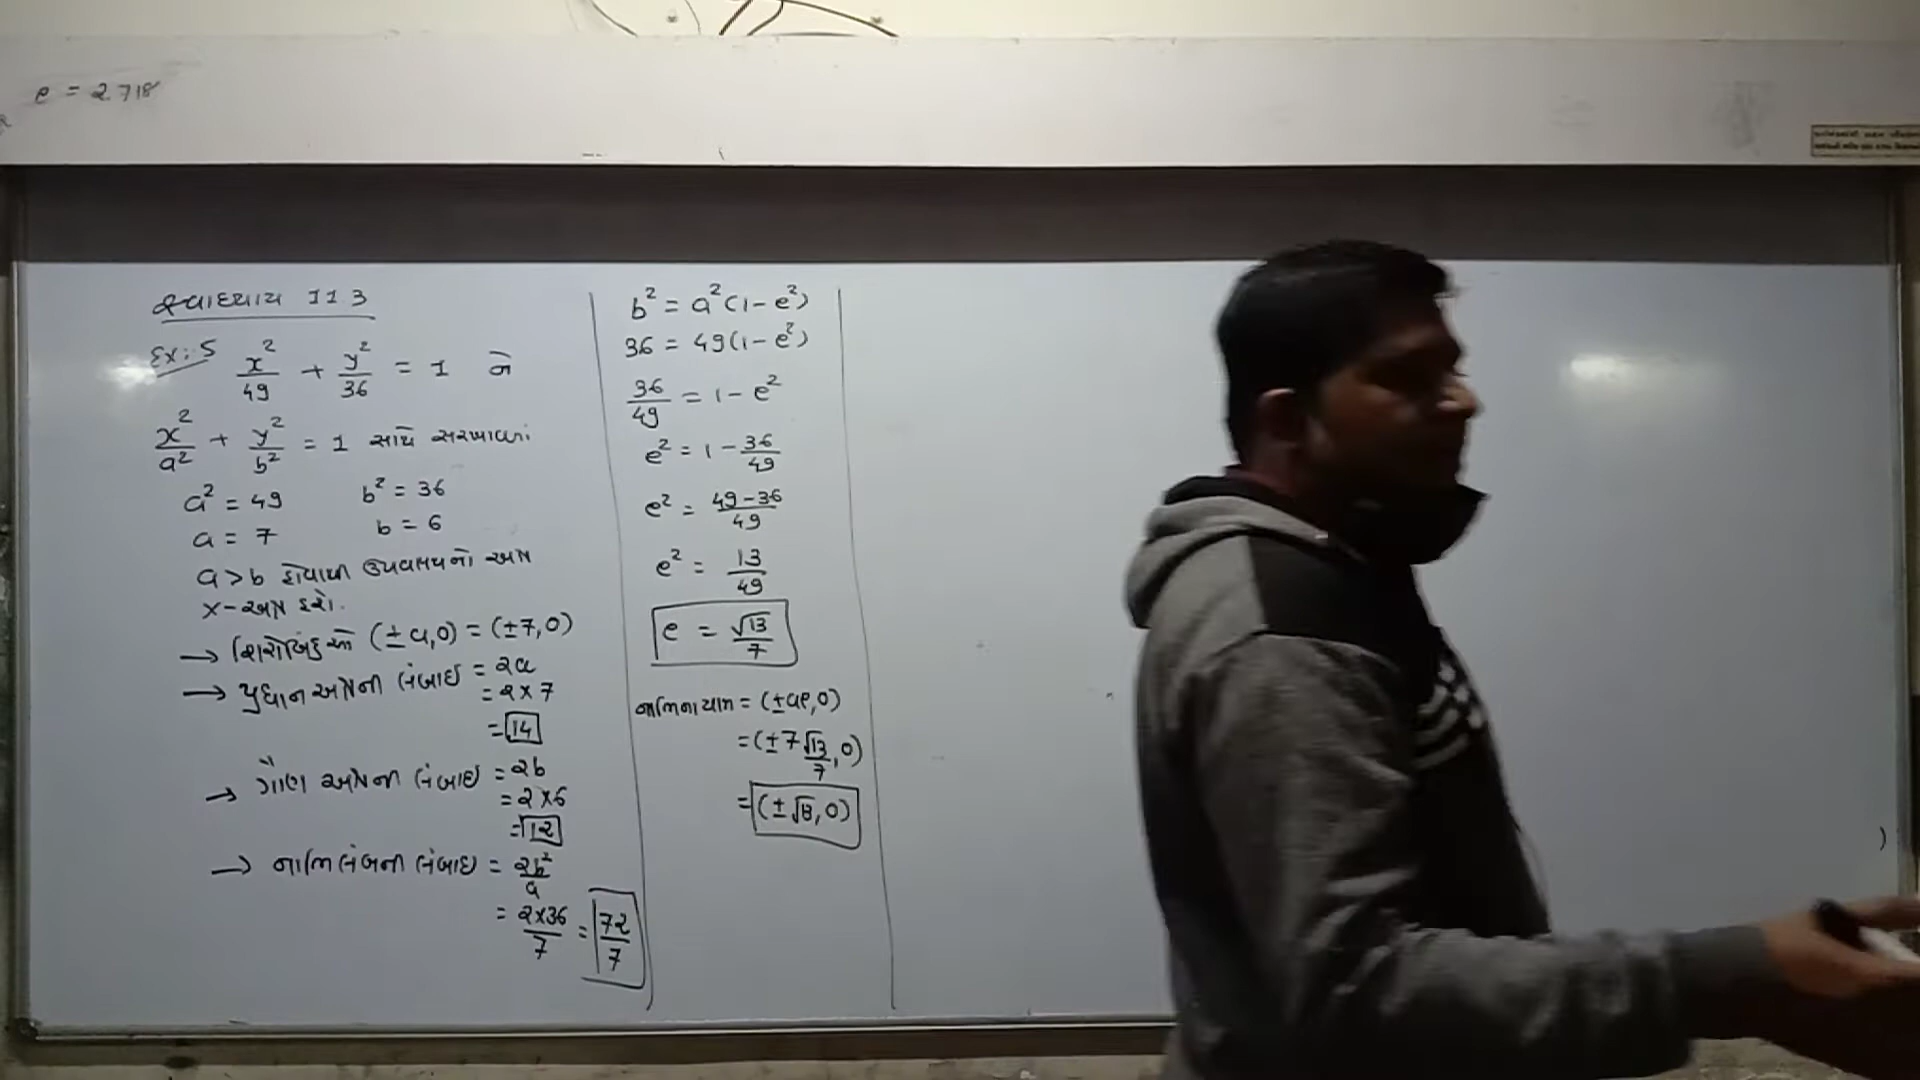 e = 2.718
સ્વાધ્યાય 11 3
Ex: 5 x²/49 + y²/36 = 1 ને
x²/a² + y²/b² = 1 સાથે સરખાવતાં
a² = 49 b² = 36
a = 7 b = 6
a > b હોવાથી ઉપવલયનો અક્ષ
x-અક્ષ હશે.
→ શિરોબિંદુઓ (±a,0) = (±7,0)
→ પ્રધાન અક્ષની લંબાઈ = 2a
= 2 × 7
= 14
→ ગૌણ અક્ષની લંબાઈ = 2b
= 2 × 6
= 12
→ નાભિલંબની લંબાઈ = 2b²/a
= 2×36/7 = 72/7
b² = a²(1 - e²)
36 = 49(1 - e²)
36/49 = 1 - e²
e² = 1 - 36/49
e² = 49-36/49
e² = 13/49
e = √13/7
= (±ae,0)
= (±7√13/7,0)
= (±√13,0)